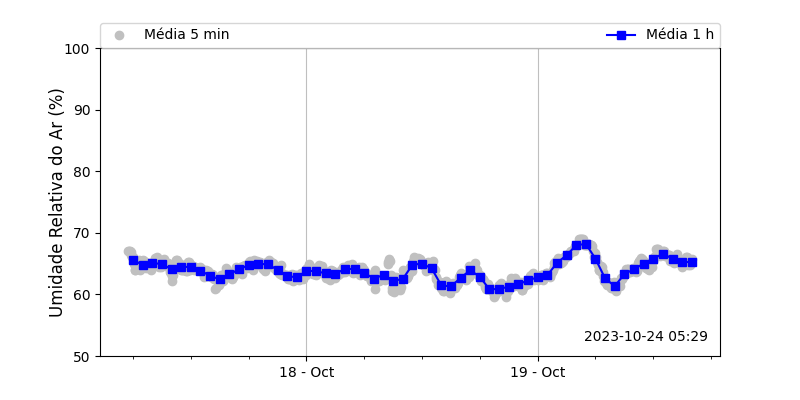 Média 5 min
Média 1 h
Umidade Relativa do Ar (%)
100
90
80
70
60
50
18 - Oct
19 - Oct
2023-10-24 05:29